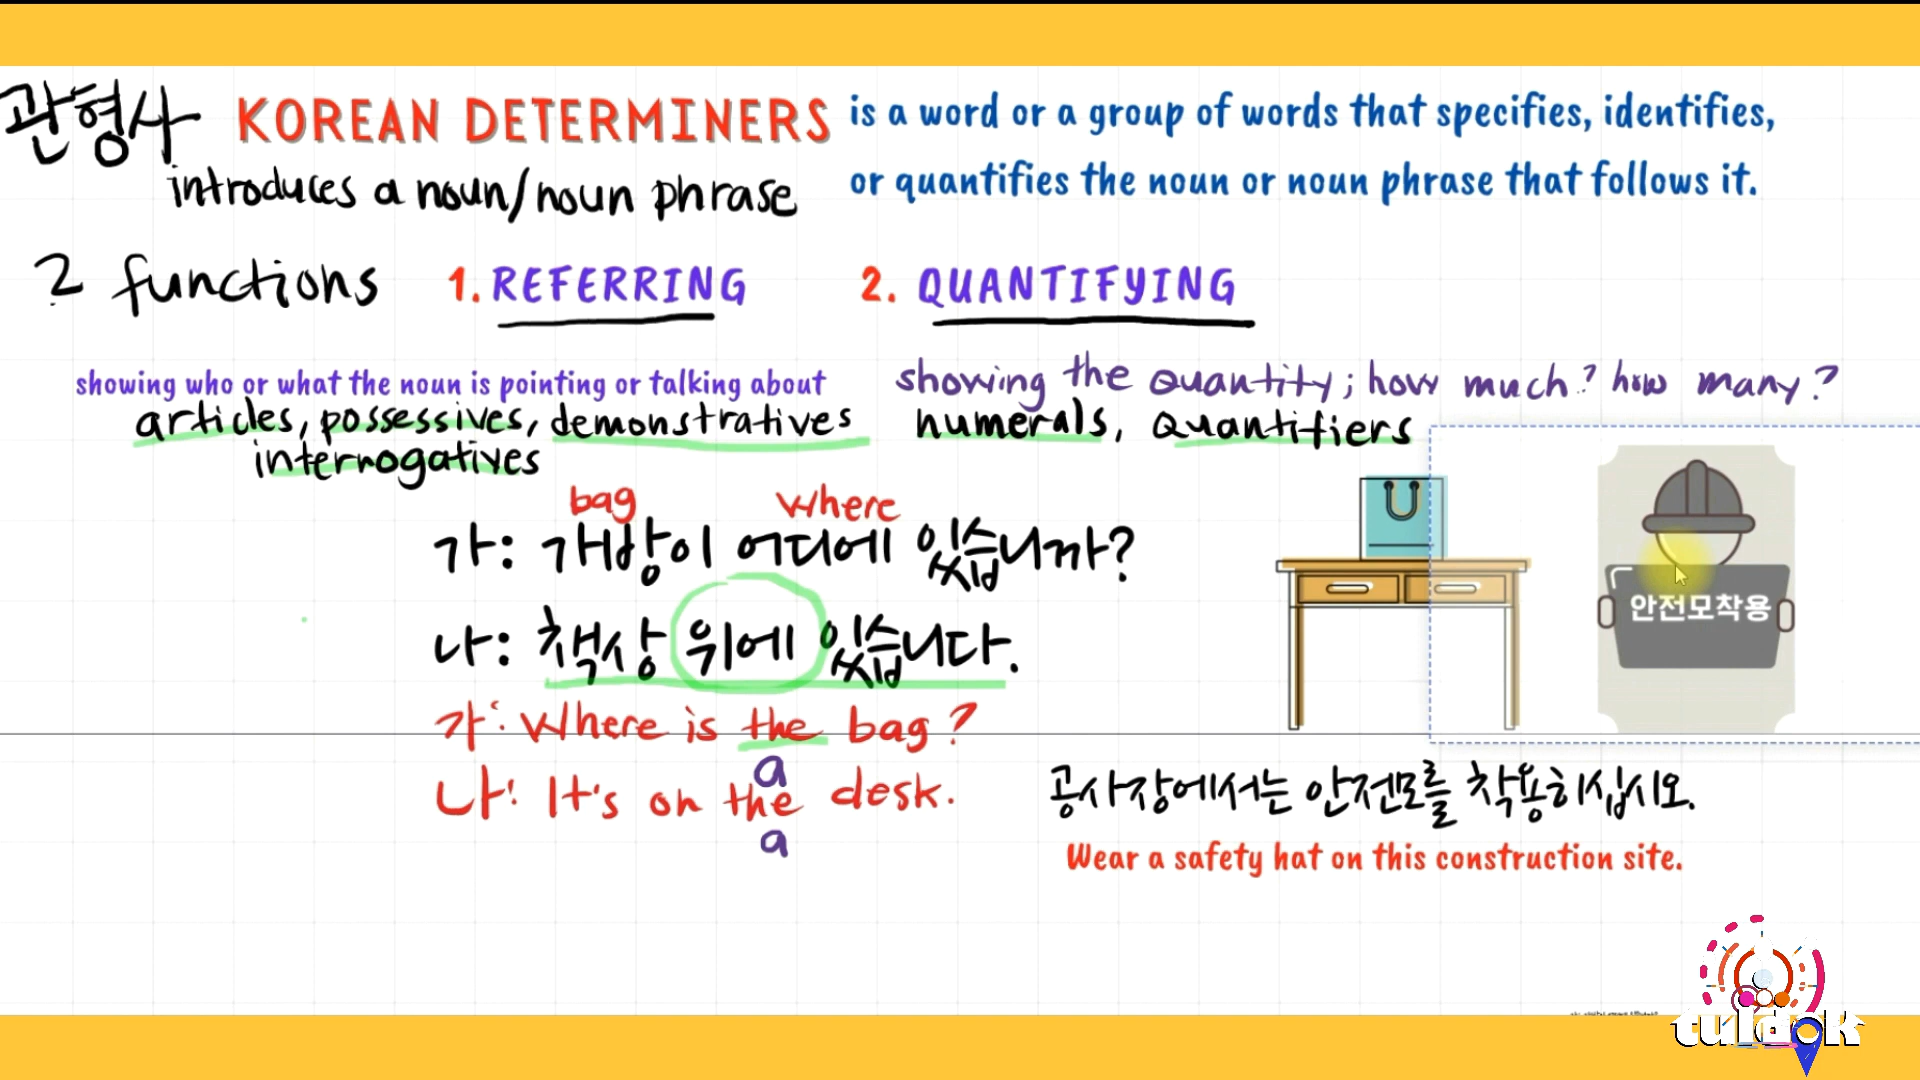 관형사 KOREAN DETERMINERS is a word or a group of words that specifies, identifies,
or quantifies the noun or noun phrase that follows it.
introduces a noun/noun phrase
2 functions 1. REFERRING 2. QUANTIFYING
showing who or what the noun is pointing or talking about
articles, possessives, demonstratives
interrogatives
showing the quantity; how much? how many?
numerals, Quantifiers
bag where
가: 가방이 어디에 있습니까?
나: 책상 위에 있습니다.
가: Where is the bag?
a
나: It's on the desk.
a
안전모착용
공사장에서는 안전모를 착용하십시오.
Wear a safety hat on this construction site.
tuldok